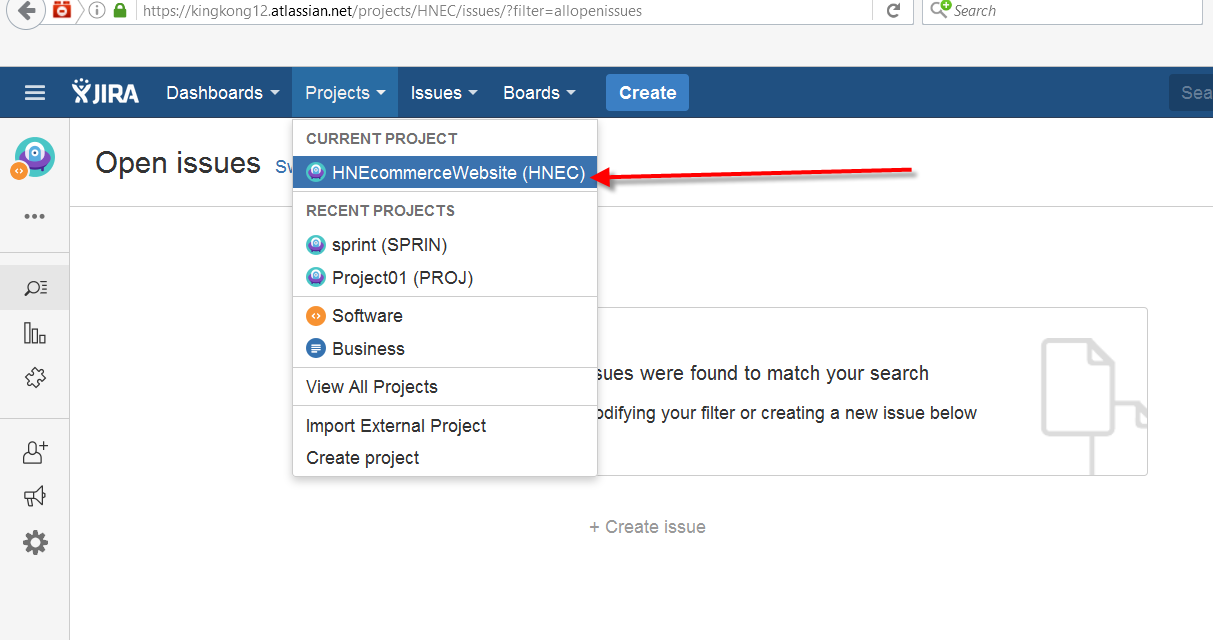 https://kingkong12.atlassian.net/projects/HNEC/issues/?filter=allopenissues
Search
JIRA
Dashboards
Projects
Issues
Boards
Create
Sea
Open issues
Sv
CURRENT PROJECT
HNEcommerceWebsite (HNEC)
RECENT PROJECTS
sprint (SPRIN)
Project01 (PROJ)
Software
Business
View All Projects
Import External Project
Create project
sues were found to match your search
odifying your filter or creating a new issue below
+ Create issue